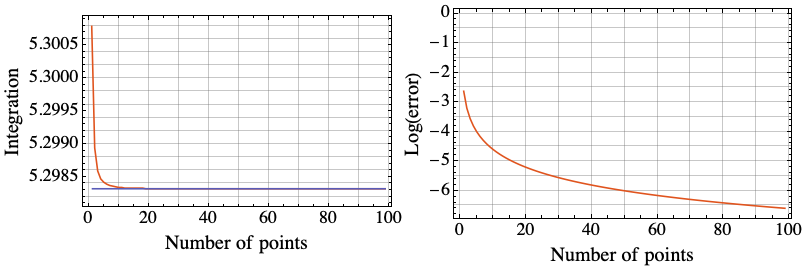 5.3005
5.3000
5.2995
5.2990
5.2985
Integration
0 20 40 60 80 100
Number of points
0
−1
−2
−3
−4
−5
−6
Log(error)
0 20 40 60 80 100
Number of points